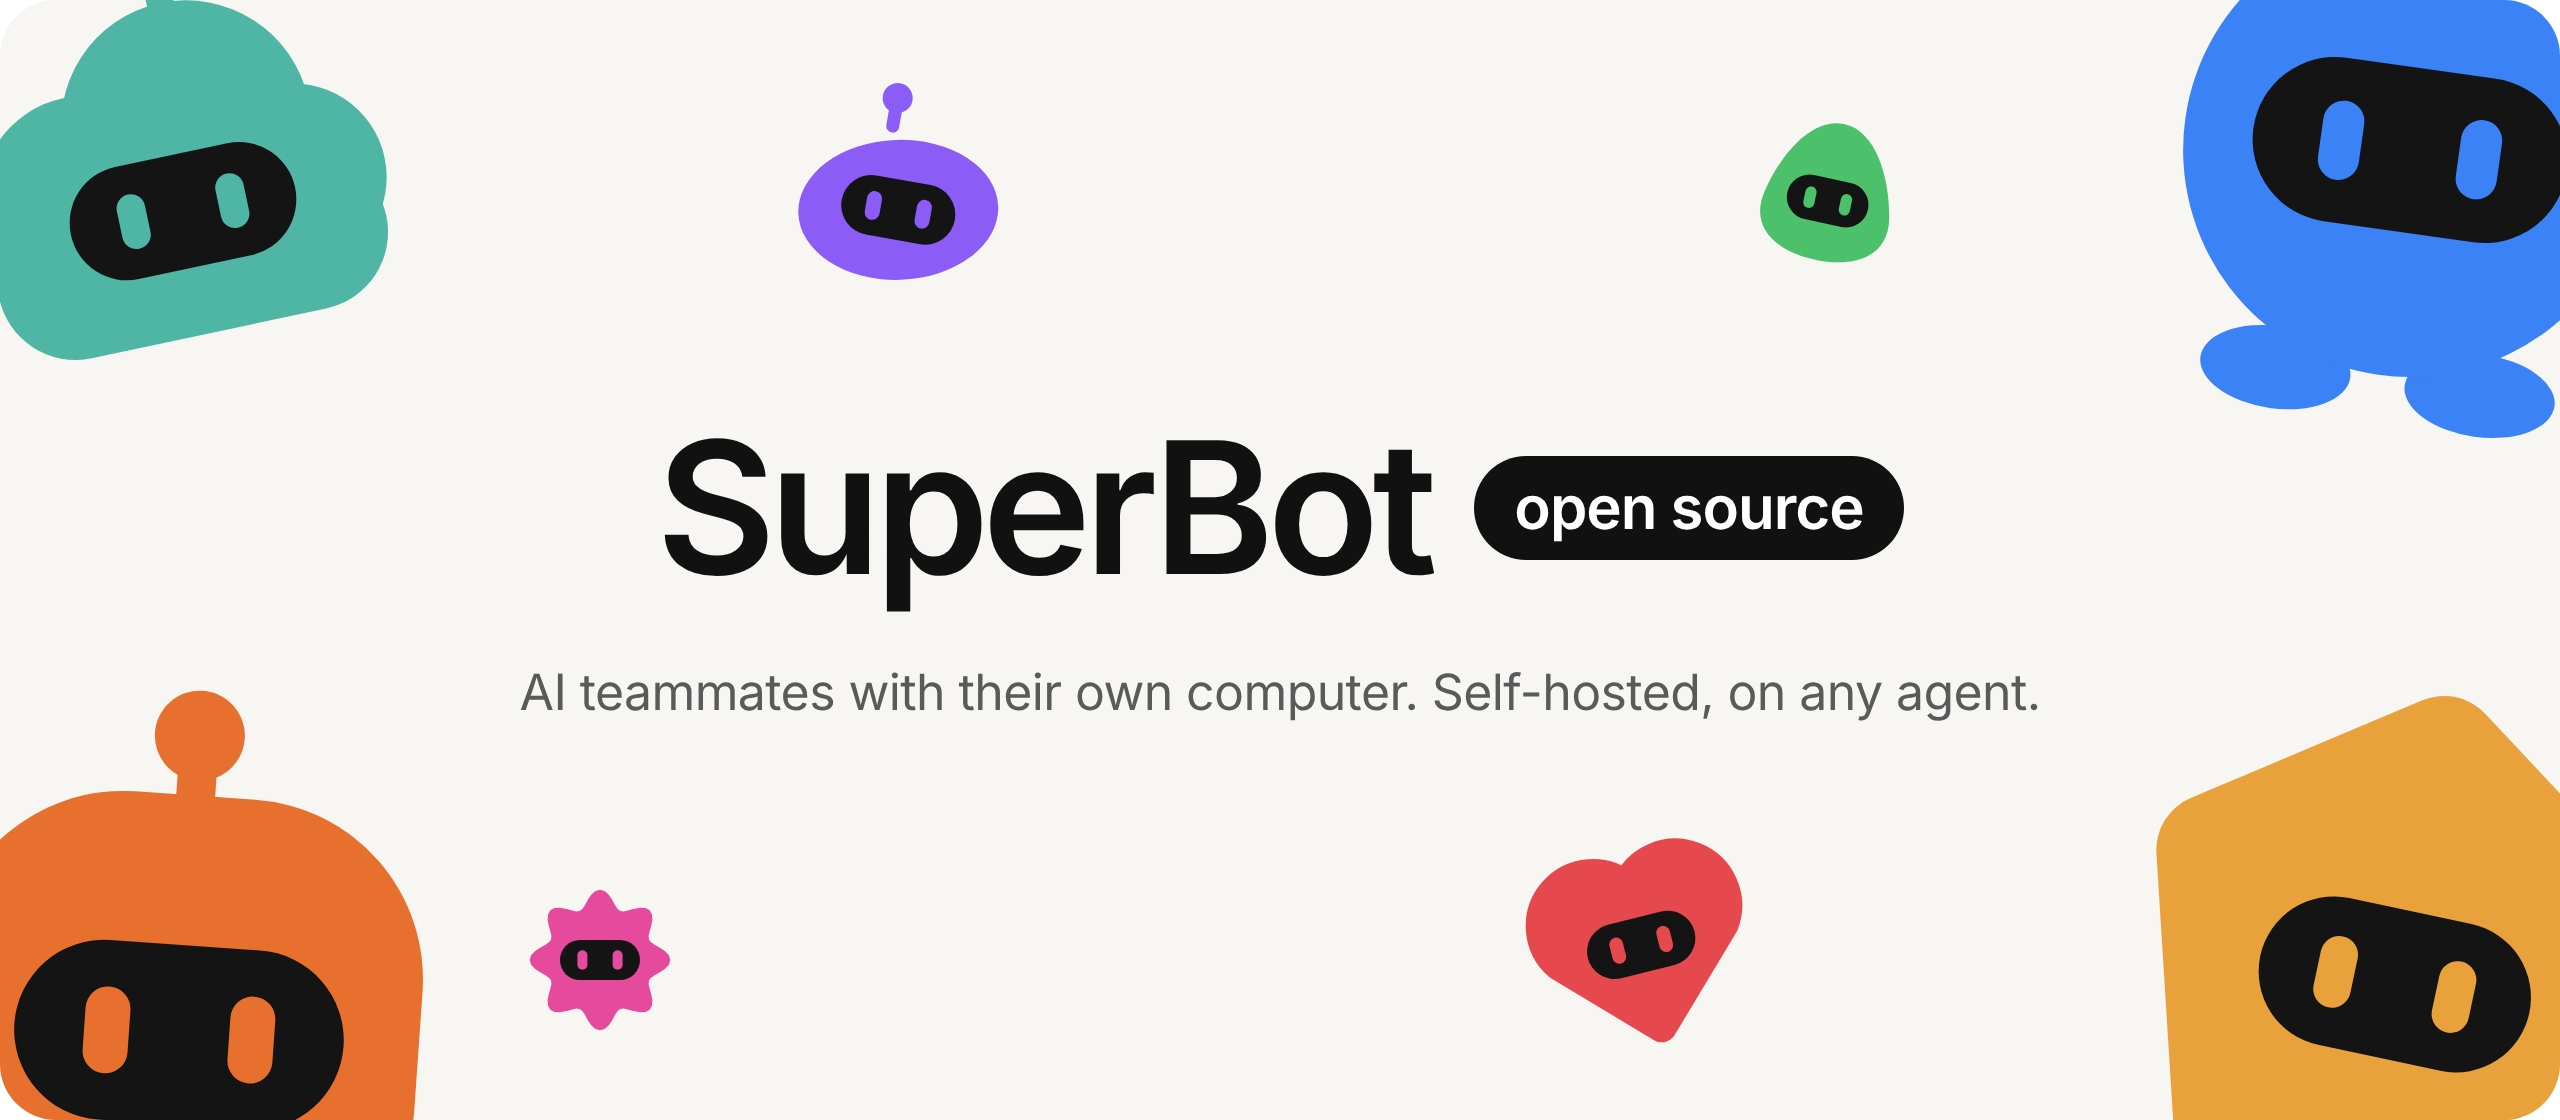 SuperBot open source
AI teammates with their own computer. Self-hosted, on any agent.